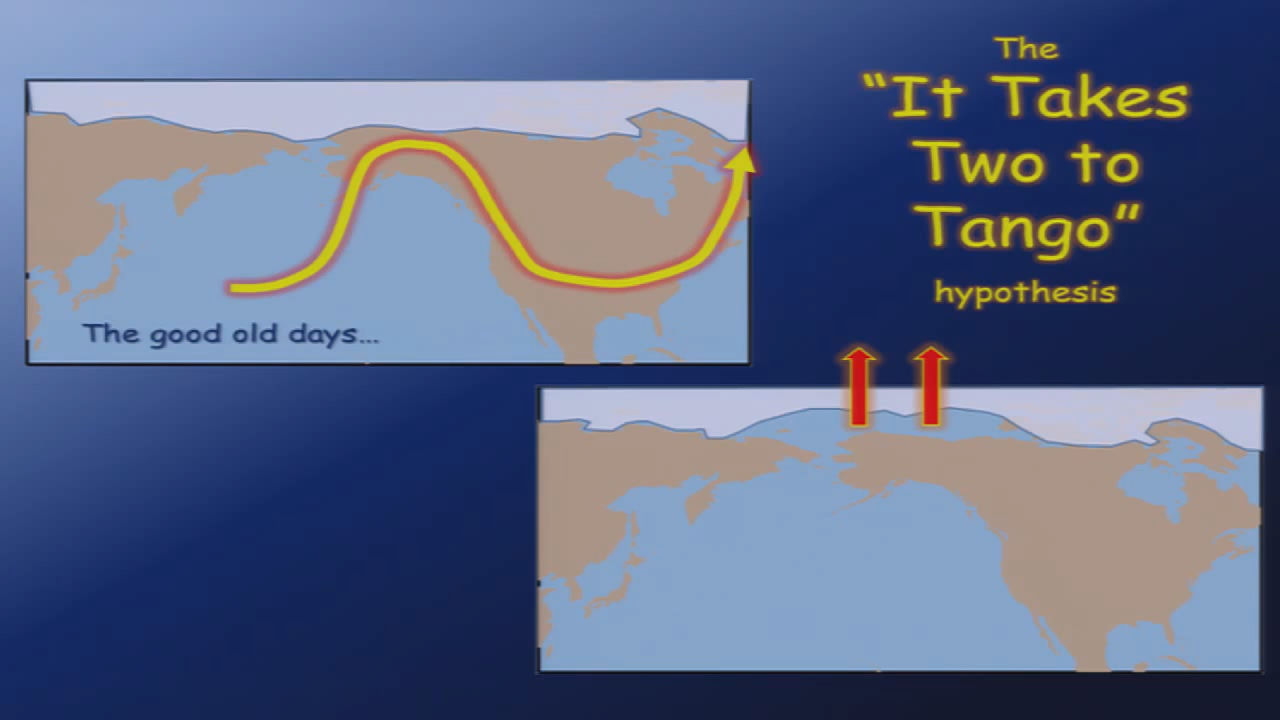 The
“It Takes
Two to
Tango”
hypothesis
The good old days...